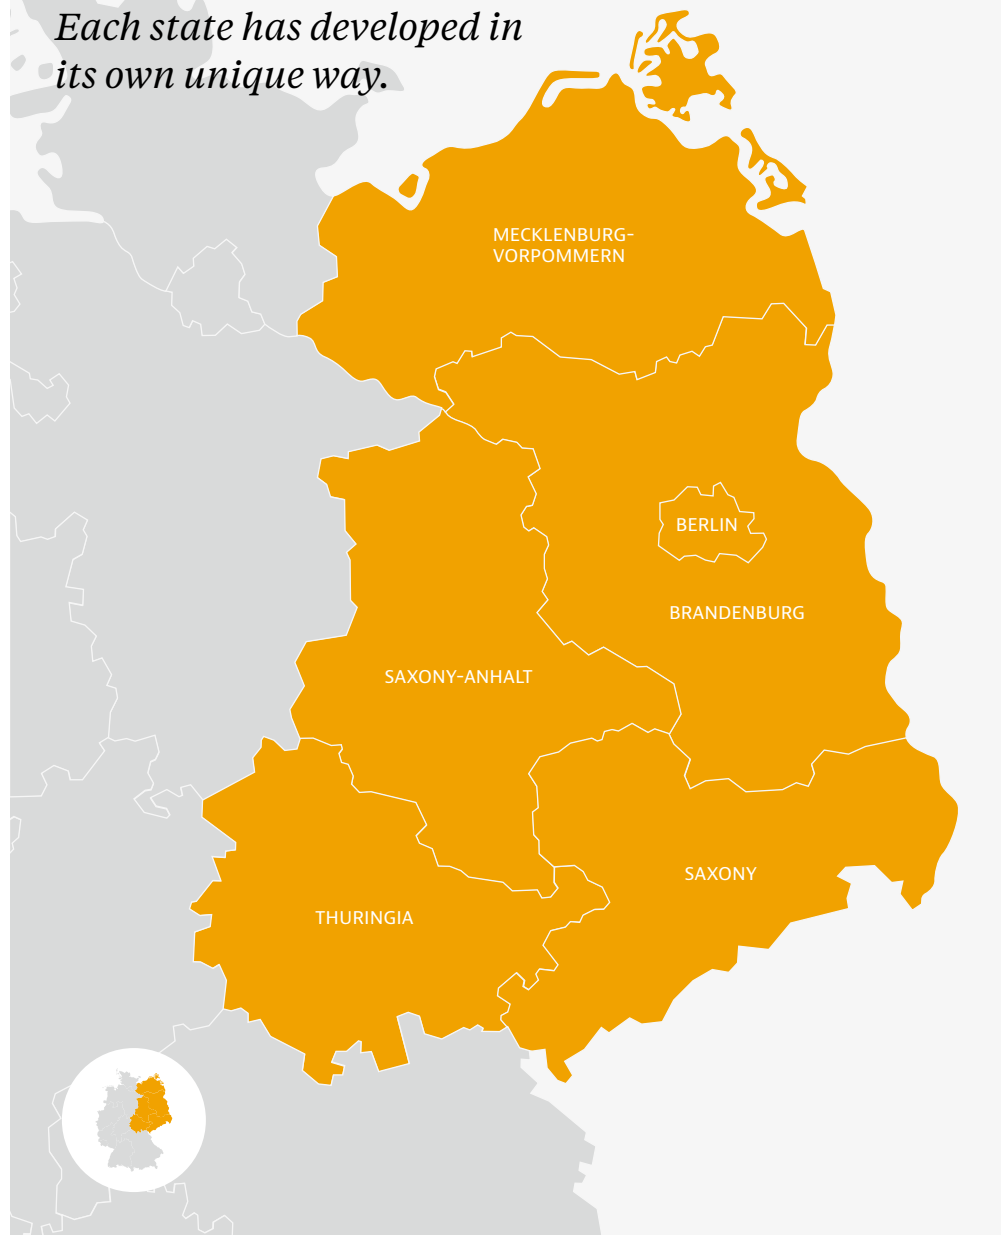 Each state has developed in
its own unique way.
MECKLENBURG-
VORPOMMERN
BERLIN
BRANDENBURG
SAXONY-ANHALT
SAXONY
THURINGIA